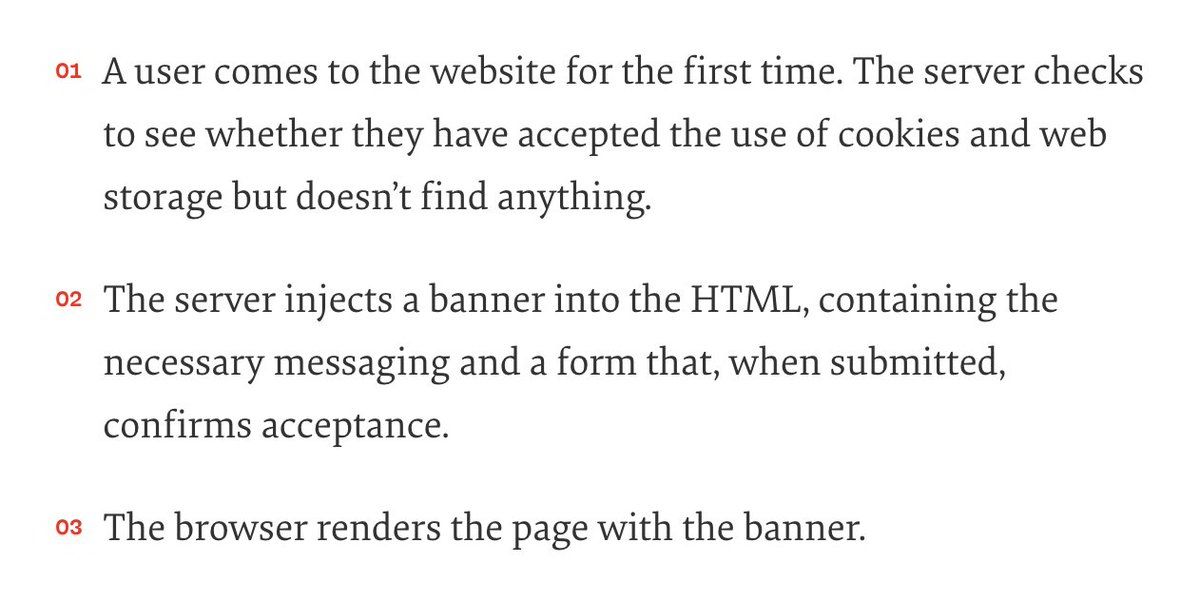 01 A user comes to the website for the first time. The server checks
to see whether they have accepted the use of cookies and web
storage but doesn’t find anything.
02 The server injects a banner into the HTML, containing the
necessary messaging and a form that, when submitted,
confirms acceptance.
03 The browser renders the page with the banner.